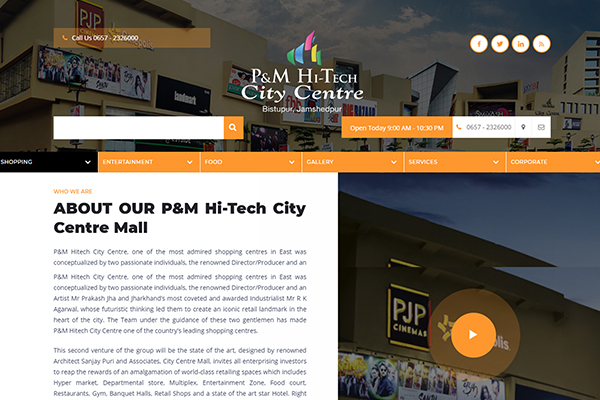 PJP
CINEMAS
Call Us 0657 - 2326000
landmark
P&M HI-TECH
CITY CENTRE
Bistupur, Jamshedpur
Open Today 9:00 AM - 10:30 PM
0657 - 2326000
SHOPPING
ENTERTAINMENT
FOOD
GALLERY
SERVICES
CORPORATE
WHO WE ARE
ABOUT OUR P&M Hi-Tech City
Centre Mall
P&M Hitech City Centre, one of the most admired shopping centres in East was
conceptualized by two passionate individuals, the renowned Director/Producer and an
P&M Hitech City Centre, one of the most admired shopping centres in East was
conceptualized by two passionate individuals, the renowned Director/Producer and an
Artist Mr Prakash Jha and Jharkhand's most coveted and awarded Industrialist Mr R K
Agarwal, whose futuristic thinking led them to create an iconic retail landmark in the
heart of the city. The Team under the guidance of these two gentlemen has made
P&M Hitech City Centre one of the country's leading shopping centres.
This second venture of the group will be the state of the art, designed by renowned
Architect Sanjay Puri and Associates, City Centre Mall, invites all enterprising investors
to reap the rewards of an amalgamation of world-class retailing spaces which includes
Hyper market, Departmental store, Multiplex, Entertainment Zone, Food court,
Restaurants, Gym, Banquet Halls, Retail Shops and a state of the art star Hotel. Right
PJP
CINEMAS